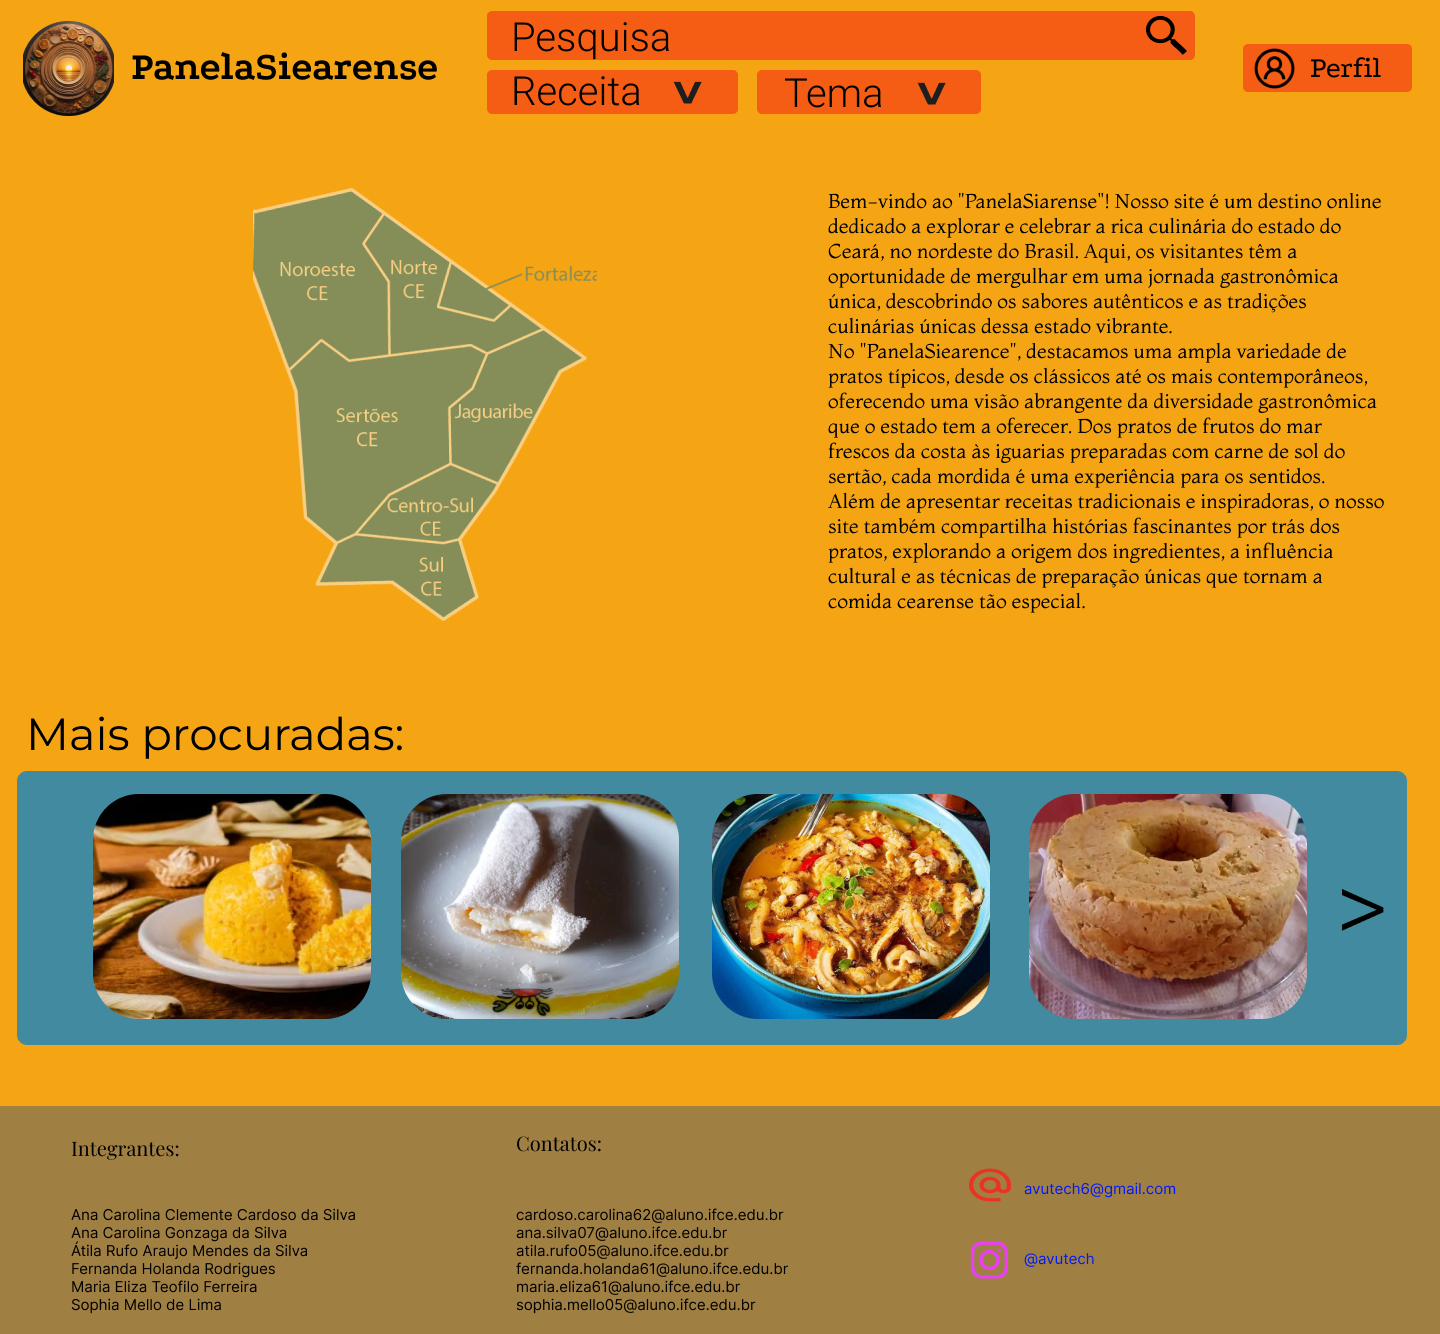 PanelaSiearense
Pesquisa
Receita V
Tema V
Perfil
Noroeste
CE
Norte
CE
Fortaleza
Sertões
CE
Jaguaribe
Centro-Sul
CE
Sul
CE
Bem-vindo ao "PanelaSiarense"! Nosso site é um destino online
dedicado a explorar e celebrar a rica culinária do estado do
Ceará, no nordeste do Brasil. Aqui, os visitantes têm a
oportunidade de mergulhar em uma jornada gastronômica
única, descobrindo os sabores autênticos e as tradições
culinárias únicas dessa estado vibrante.
No "PanelaSiearence", destacamos uma ampla variedade de
pratos típicos, desde os clássicos até os mais contemporâneos,
oferecendo uma visão abrangente da diversidade gastronômica
que o estado tem a oferecer. Dos pratos de frutos do mar
frescos da costa às iguarias preparadas com carne de sol do
sertão, cada mordida é uma experiência para os sentidos.
Além de apresentar receitas tradicionais e inspiradoras, o nosso
site também compartilha histórias fascinantes por trás dos
pratos, explorando a origem dos ingredientes, a influência
cultural e as técnicas de preparação únicas que tornam a
comida cearense tão especial.
Mais procuradas:
>
Integrantes:
Ana Carolina Clemente Cardoso da Silva
Ana Carolina Gonzaga da Silva
Átila Rufo Araujo Mendes da Silva
Fernanda Holanda Rodrigues
Maria Eliza Teofilo Ferreira
Sophia Mello de Lima
Contatos:
cardoso.carolina62@aluno.ifce.edu.br
ana.silva07@aluno.ifce.edu.br
atila.rufo05@aluno.ifce.edu.br
fernanda.holanda61@aluno.ifce.edu.br
maria.eliza61@aluno.ifce.edu.br
sophia.mello05@aluno.ifce.edu.br
@ avutech6@gmail.com
@avutech